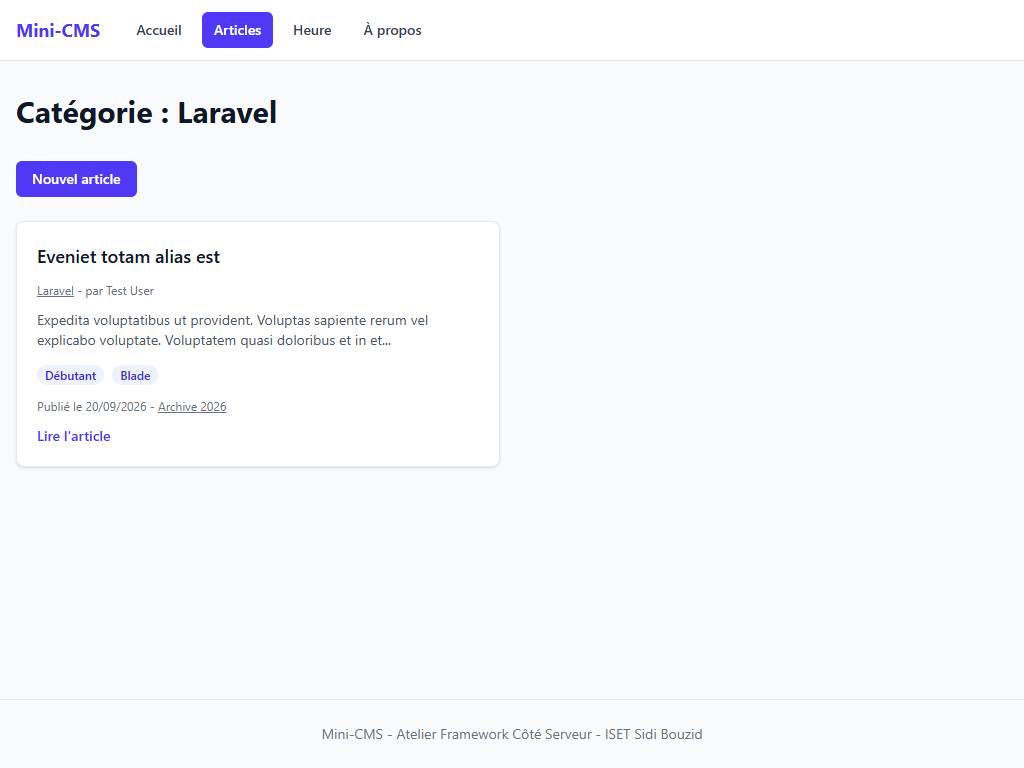 Mini-CMS Accueil Articles Heure À propos
Catégorie : Laravel
Nouvel article
Eveniet totam alias est
Laravel - par Test User
Expedita voluptatibus ut provident. Voluptas sapiente rerum vel
explicabo voluptate. Voluptatem quasi doloribus et in et...
Débutant Blade
Publié le 20/09/2026 - Archive 2026
Lire l'article
Mini-CMS - Atelier Framework Côté Serveur - ISET Sidi Bouzid